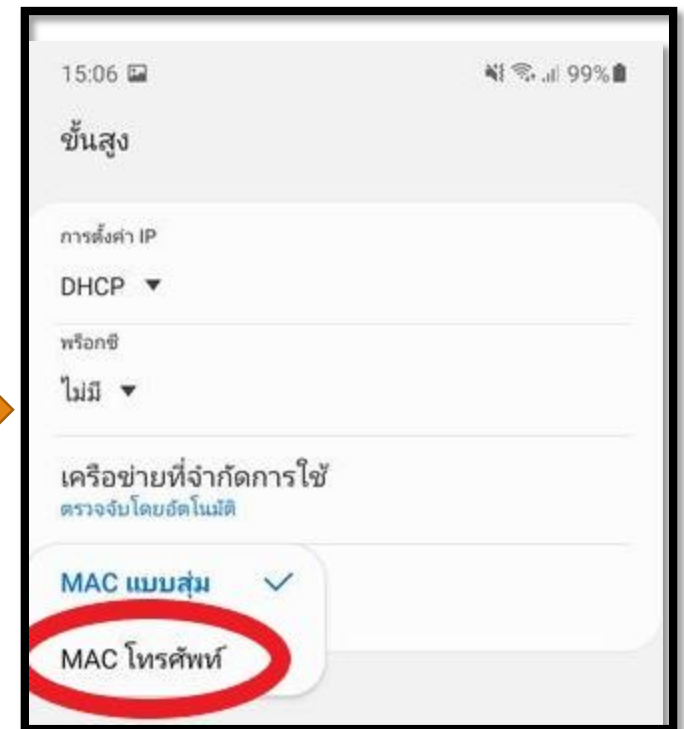 15:06 99%
ขั้นสูง
การตั้งค่า IP
DHCP
พร็อกซี
ไม่มี
เครือข่ายที่จำกัดการใช้
ตรวจจับโดยอัตโนมัติ
MAC แบบสุ่ม
MAC โทรศัพท์